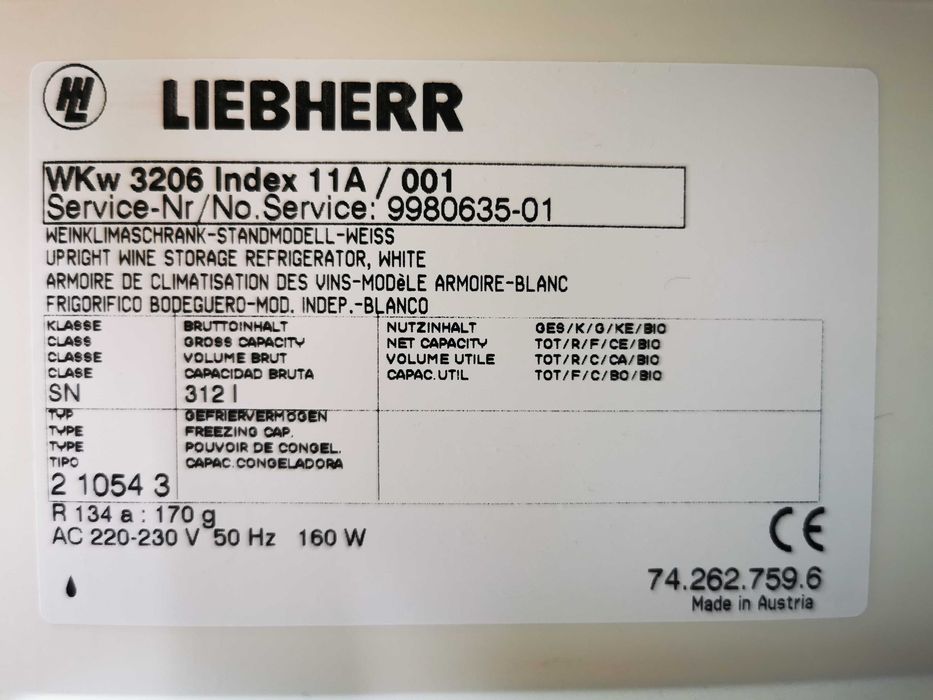 LIEBHERR
WKw 3206 Index 11A / 001
Service-Nr/No.Service: 9980635-01
WEINKLIMASCHRANK-STANDMODELL-WEISS
UPRIGHT WINE STORAGE REFRIGERATOR, WHITE
ARMOIRE DE CLIMATISATION DES VINS-MODèLE ARMOIRE-BLANC
FRIGORIFICO BODEGUERO-MOD. INDEP.-BLANCO
KLASSE BRUTTOINHALT NUTZINHALT GES/K/G/KE/BIO
CLASS GROSS CAPACITY NET CAPACITY TOT/R/F/CE/BIO
CLASSE VOLUME BRUT VOLUME UTILE TOT/R/C/CA/BIO
CLASE CAPACIDAD BRUTA CAPAC.UTIL TOT/F/C/BO/BIO
SN 312 l
TYP GEFRIERVERMÖGEN
TYPE FREEZING CAP.
TYPE POUVOIR DE CONGEL.
TIPO CAPAC.CONGELADORA
2 1054 3
R 134 a : 170 g
AC 220-230 V 50 Hz 160 W
CE
74.262.759.6
Made in Austria